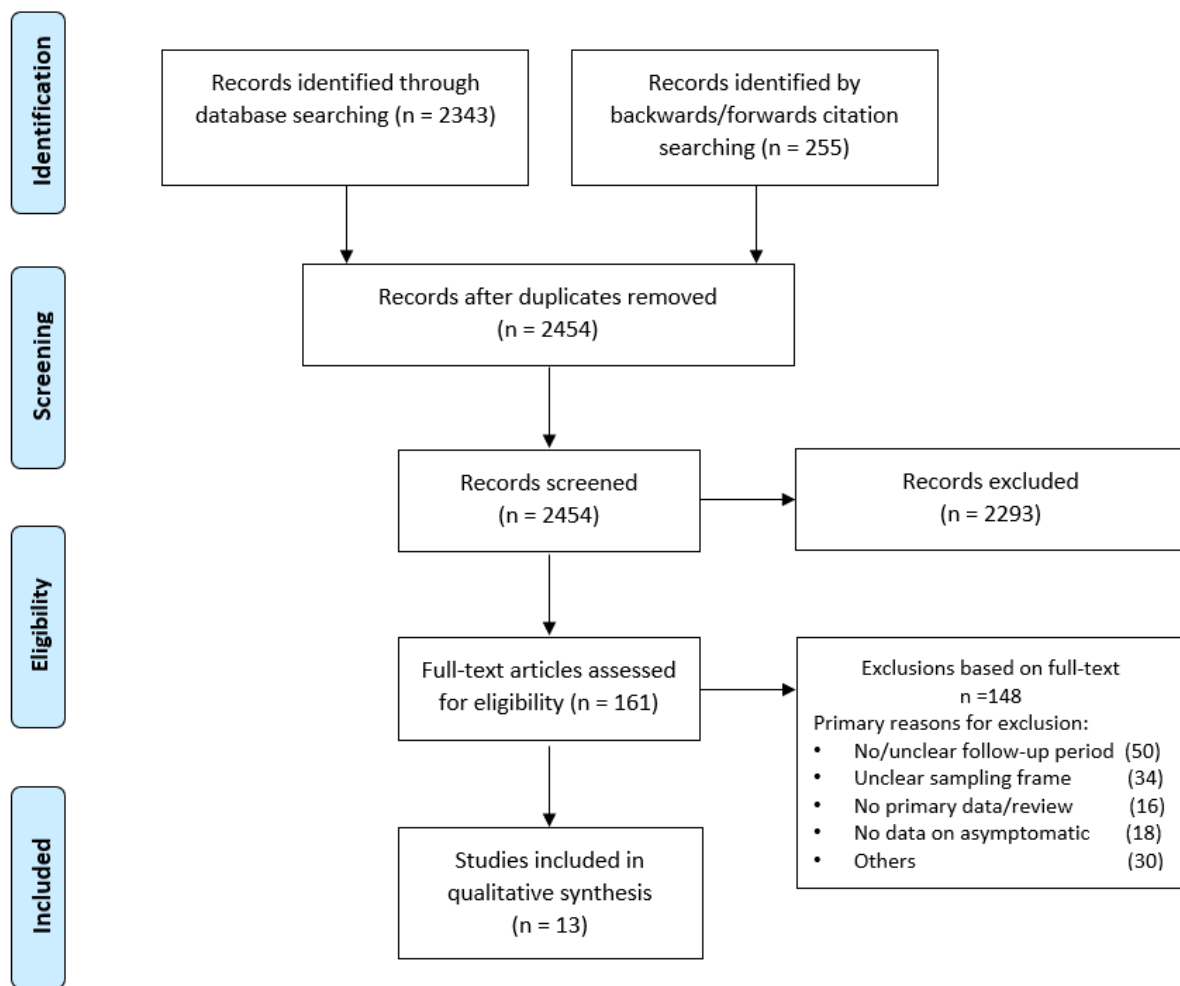 Identification
Records identified through
database searching (n = 2343)
Records identified by
backwards/forwards citation
searching (n = 255)
Screening
Records after duplicates removed
(n = 2454)
Records screened
(n = 2454)
Records excluded
(n = 2293)
Eligibility
Full-text articles assessed
for eligibility (n = 161)
Exclusions based on full-text
n =148
Primary reasons for exclusion:
• No/unclear follow-up period (50)
• Unclear sampling frame (34)
• No primary data/review (16)
• No data on asymptomatic (18)
• Others (30)
Included
Studies included in
qualitative synthesis
(n = 13)